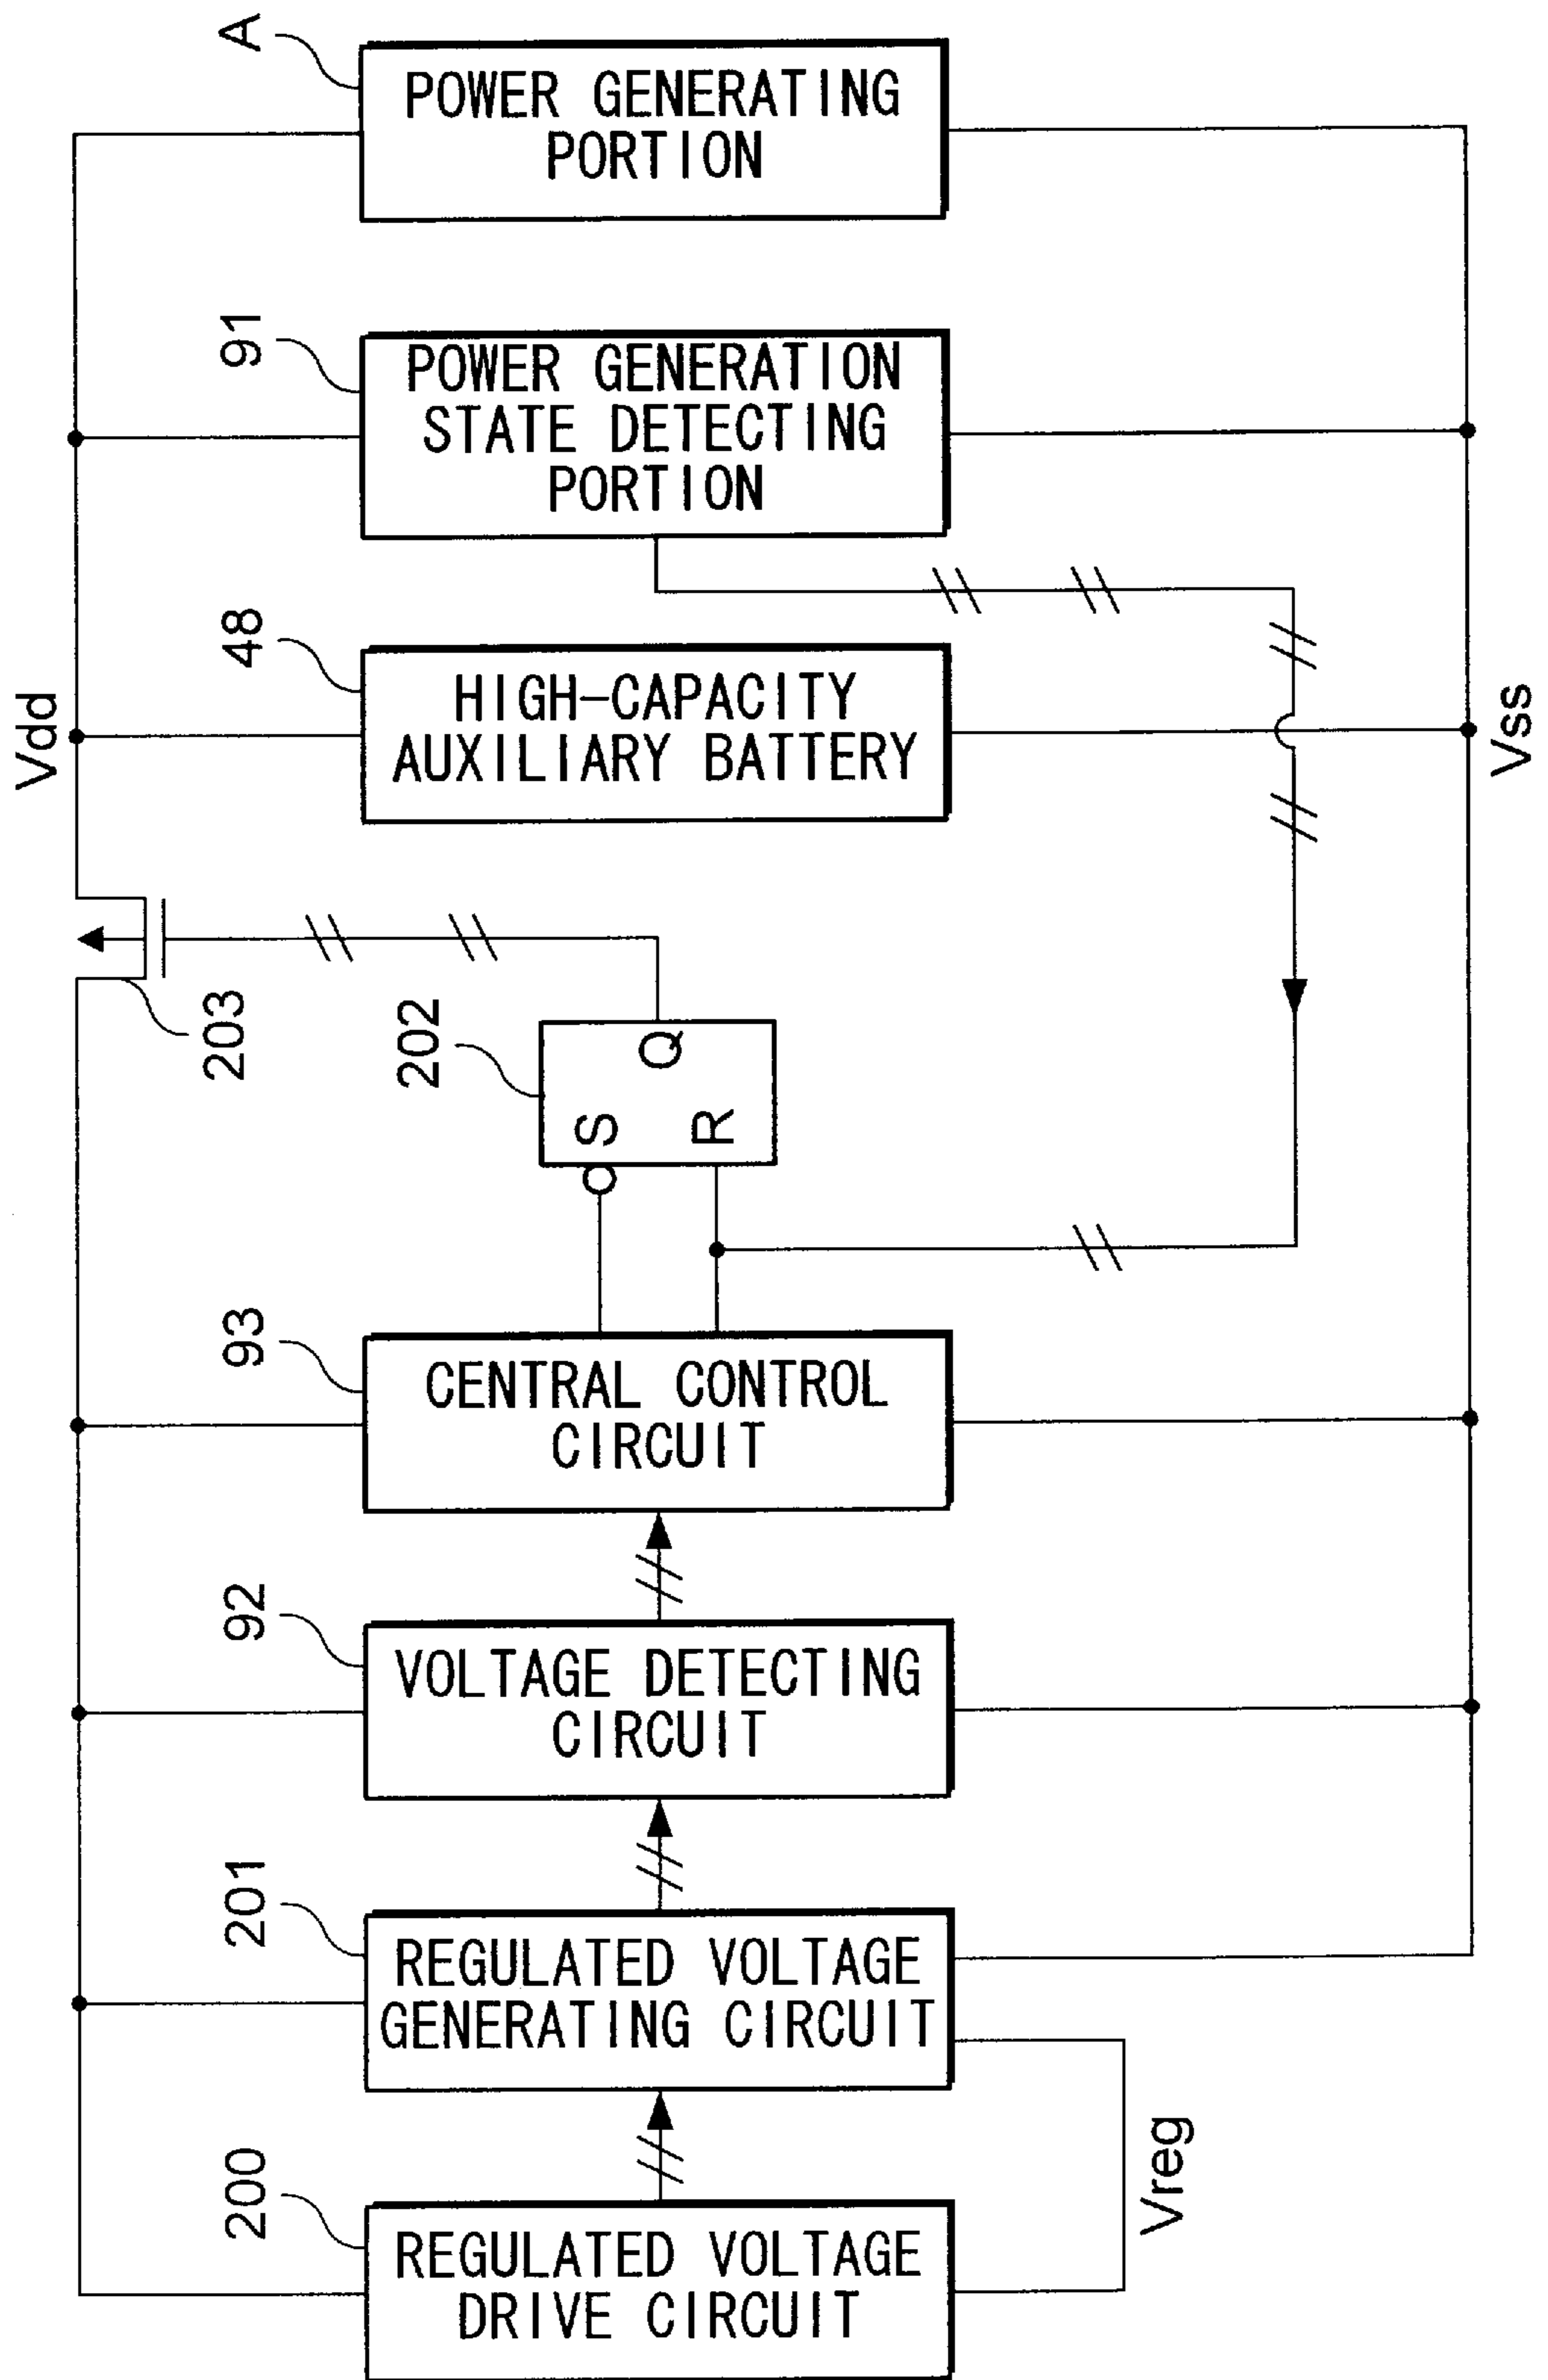 A
POWER GENERATING
PORTION
91
POWER GENERATION
STATE DETECTING
PORTION
48
HIGH-CAPACITY
AUXILIARY BATTERY
Vdd
Vss
203
202
S
Q
R
93
CENTRAL CONTROL
CIRCUIT
92
VOLTAGE DETECTING
CIRCUIT
201
REGULATED VOLTAGE
GENERATING CIRCUIT
200
REGULATED VOLTAGE
DRIVE CIRCUIT
Vreg